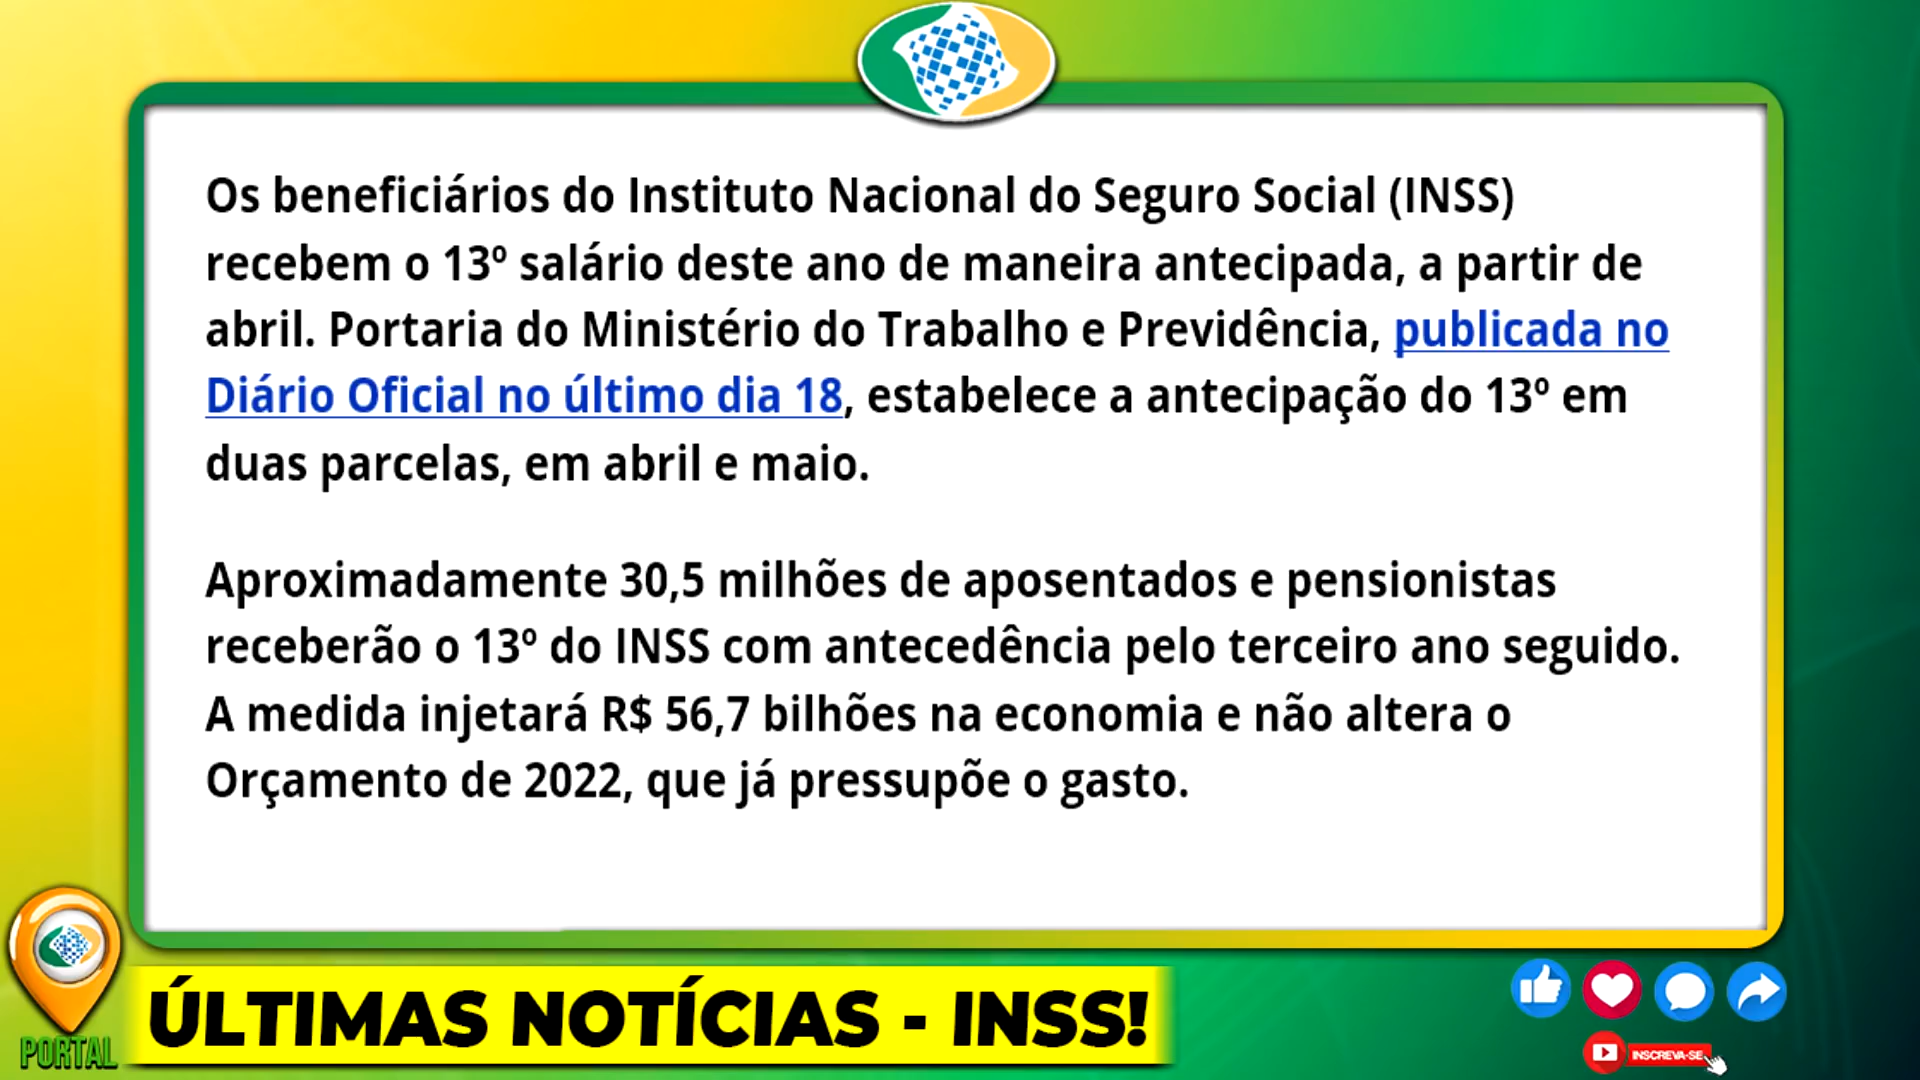 Os beneficiários do Instituto Nacional do Seguro Social (INSS)
recebem o 13º salário deste ano de maneira antecipada, a partir de
abril. Portaria do Ministério do Trabalho e Previdência, publicada no
Diário Oficial no último dia 18, estabelece a antecipação do 13º em
duas parcelas, em abril e maio.
Aproximadamente 30,5 milhões de aposentados e pensionistas
receberão o 13º do INSS com antecedência pelo terceiro ano seguido.
A medida injetará R$ 56,7 bilhões na economia e não altera o
Orçamento de 2022, que já pressupõe o gasto.
PORTAL
ÚLTIMAS NOTÍCIAS - INSS!
INSCREVA-SE